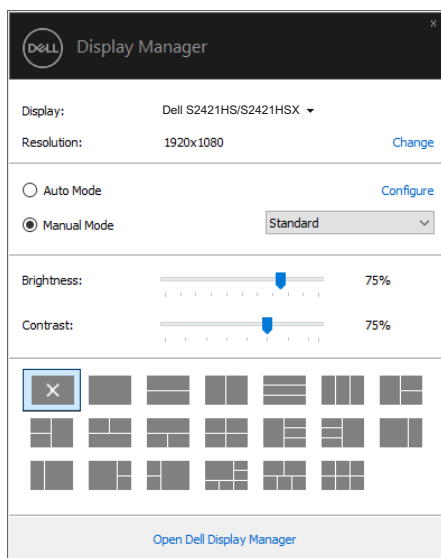 x
DELL Display Manager
Display: Dell S2421HS/S2421HSX
Resolution: 1920x1080 Change
Auto Mode Configure
Manual Mode Standard
Brightness: 75%
Contrast: 75%
Open Dell Display Manager